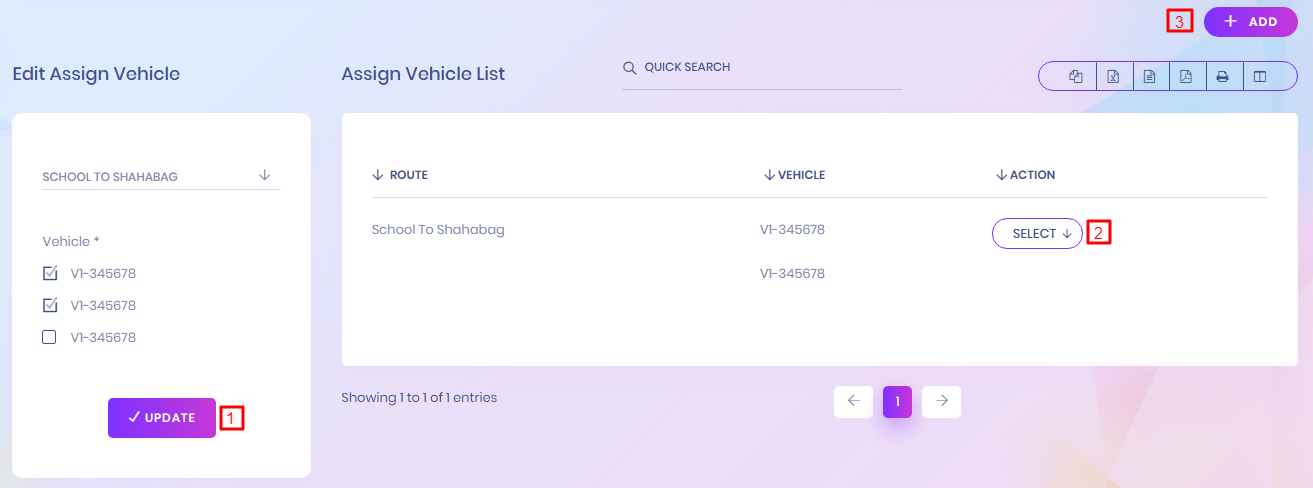 3
+ ADD
Edit Assign Vehicle
Assign Vehicle List
QUICK SEARCH
SCHOOL TO SHAHABAG
Vehicle *
V1-345678
V1-345678
V1-345678
UPDATE
1
ROUTE VEHICLE ACTION
School To Shahabag V1-345678 SELECT
2
V1-345678
Showing 1 to 1 of 1 entries
1